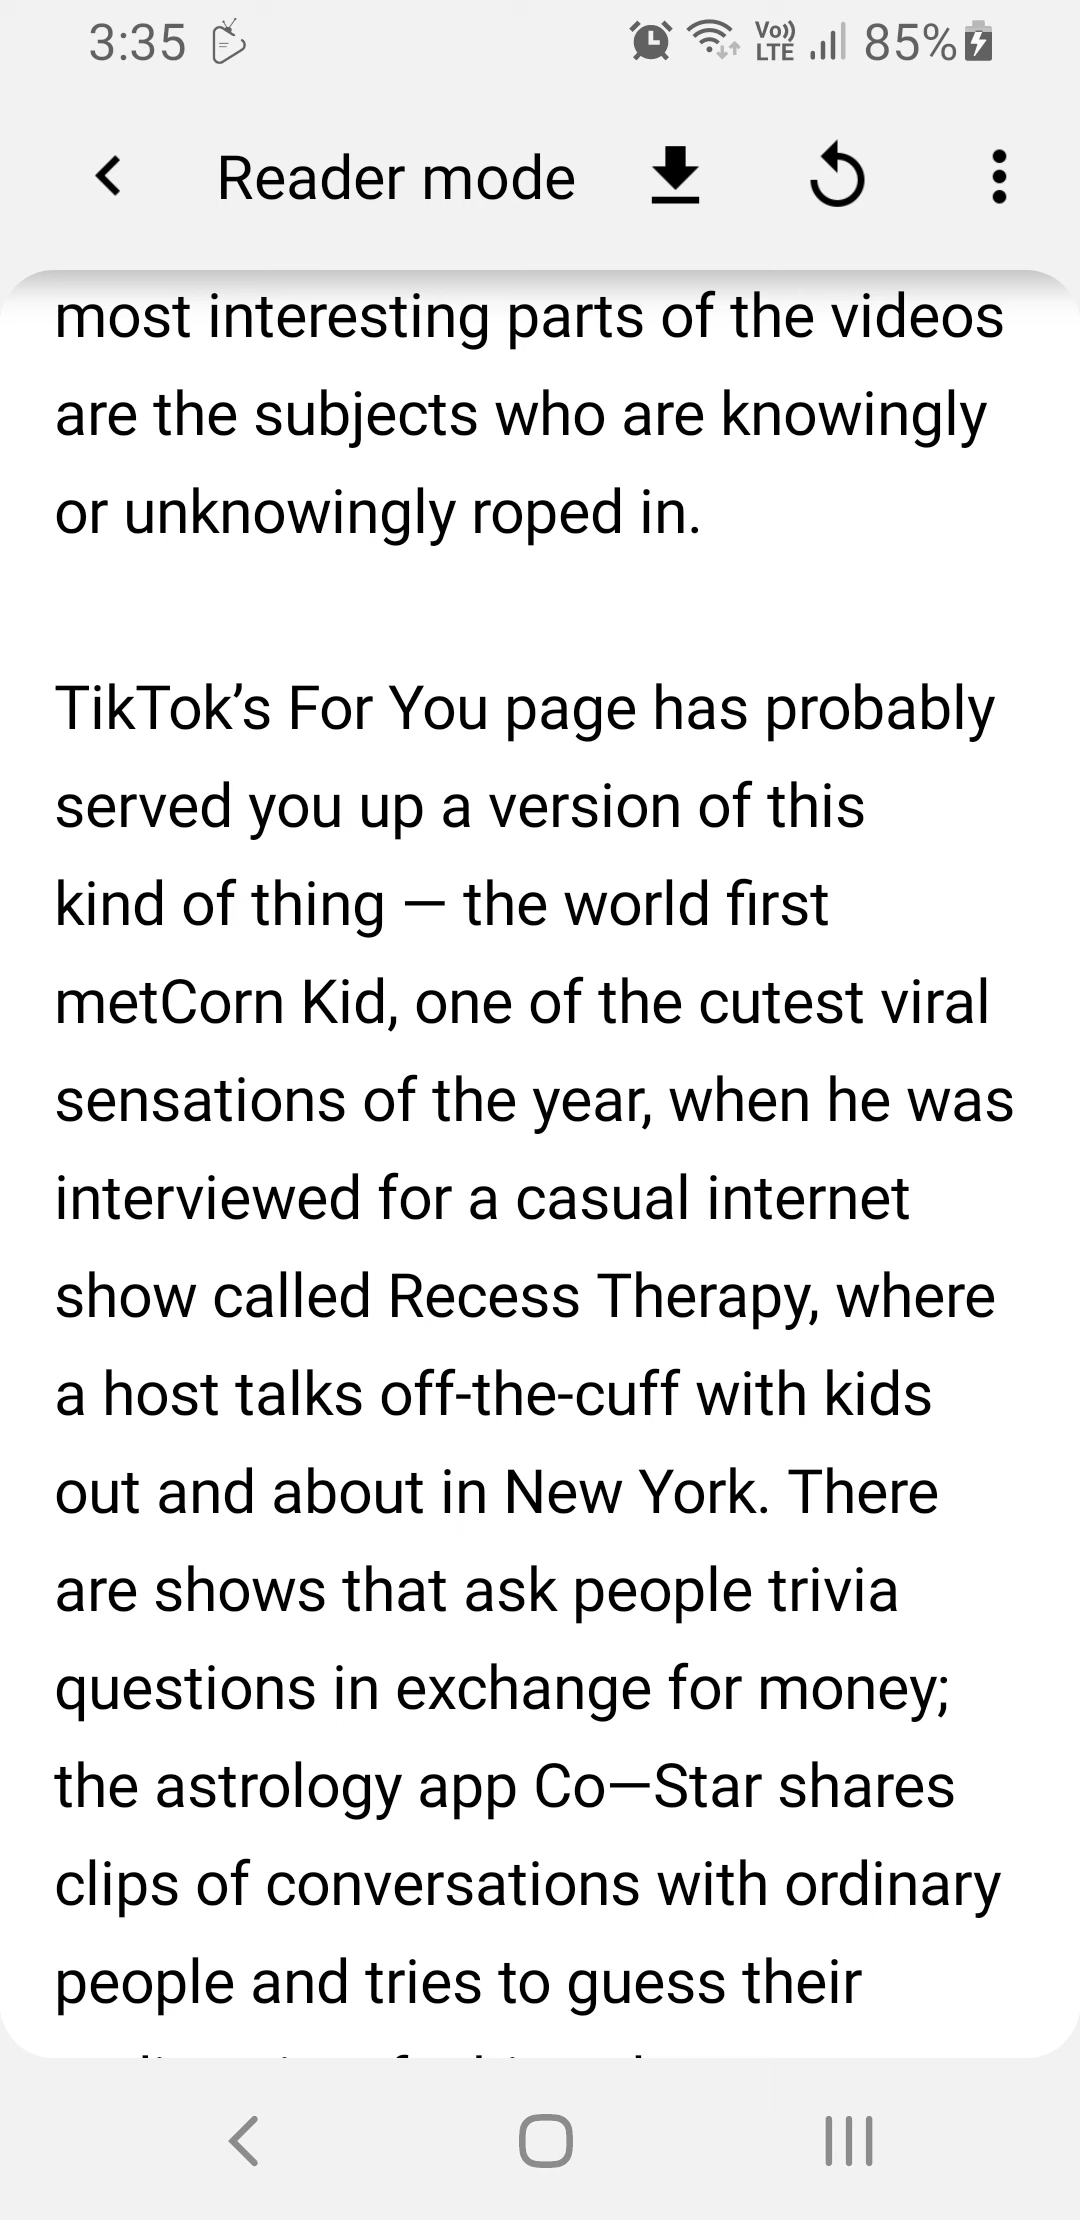 3:35
Vo)) LTE
85%
Reader mode
most interesting parts of the videos
are the subjects who are knowingly
or unknowingly roped in.
TikTok’s For You page has probably
served you up a version of this
kind of thing — the world first
metCorn Kid, one of the cutest viral
sensations of the year, when he was
interviewed for a casual internet
show called Recess Therapy, where
a host talks off-the-cuff with kids
out and about in New York. There
are shows that ask people trivia
questions in exchange for money;
the astrology app Co—Star shares
clips of conversations with ordinary
people and tries to guess their